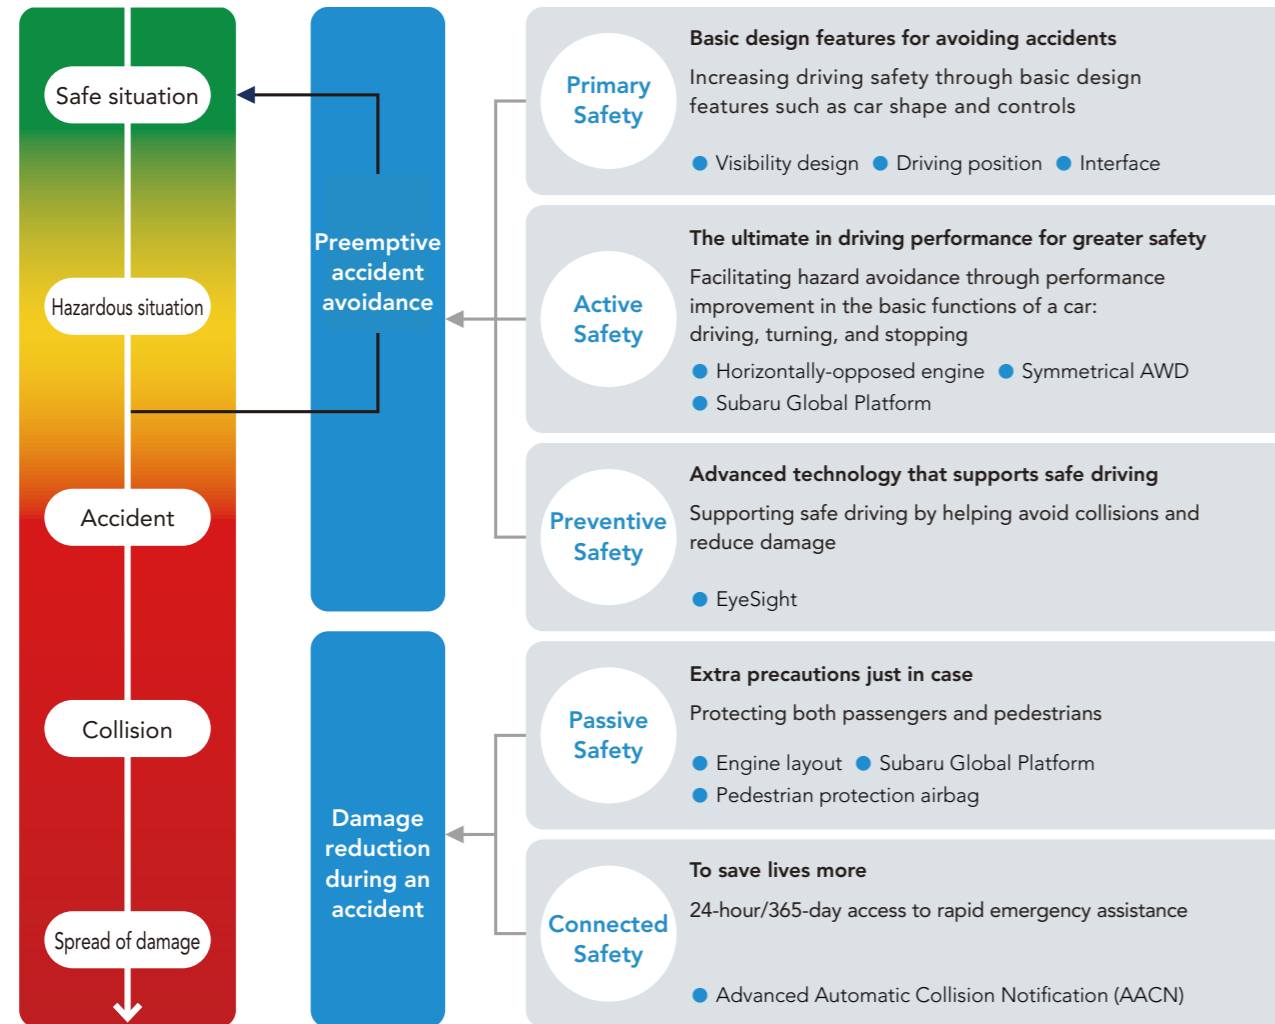 Safe situation
Hazardous situation
Accident
Collision
Spread of damage
Preemptive
accident
avoidance
Damage
reduction
during an
accident
Primary
Safety
Basic design features for avoiding accidents
Increasing driving safety through basic design
features such as car shape and controls
● Visibility design ● Driving position ● Interface
Active
Safety
The ultimate in driving performance for greater safety
Facilitating hazard avoidance through performance
improvement in the basic functions of a car:
driving, turning, and stopping
● Horizontally-opposed engine ● Symmetrical AWD
● Subaru Global Platform
Preventive
Safety
Advanced technology that supports safe driving
Supporting safe driving by helping avoid collisions and
reduce damage
● EyeSight
Passive
Safety
Extra precautions just in case
Protecting both passengers and pedestrians
● Engine layout ● Subaru Global Platform
● Pedestrian protection airbag
Connected
Safety
To save lives more
24-hour/365-day access to rapid emergency assistance
● Advanced Automatic Collision Notification (AACN)